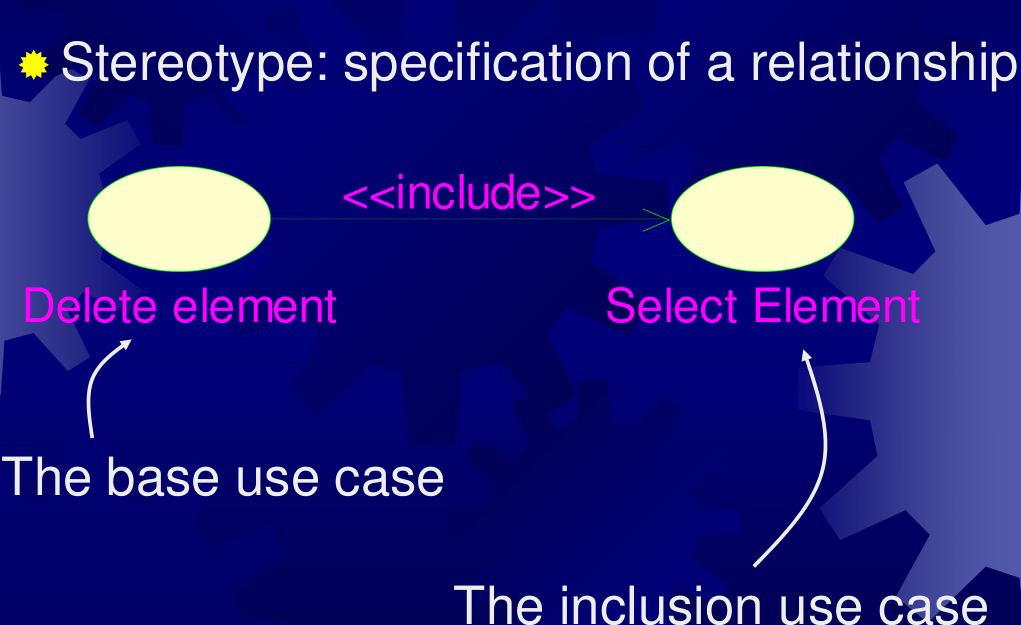 Stereotype: specification of a relationship
<<include>>
Delete element
Select Element
The base use case
The inclusion use case